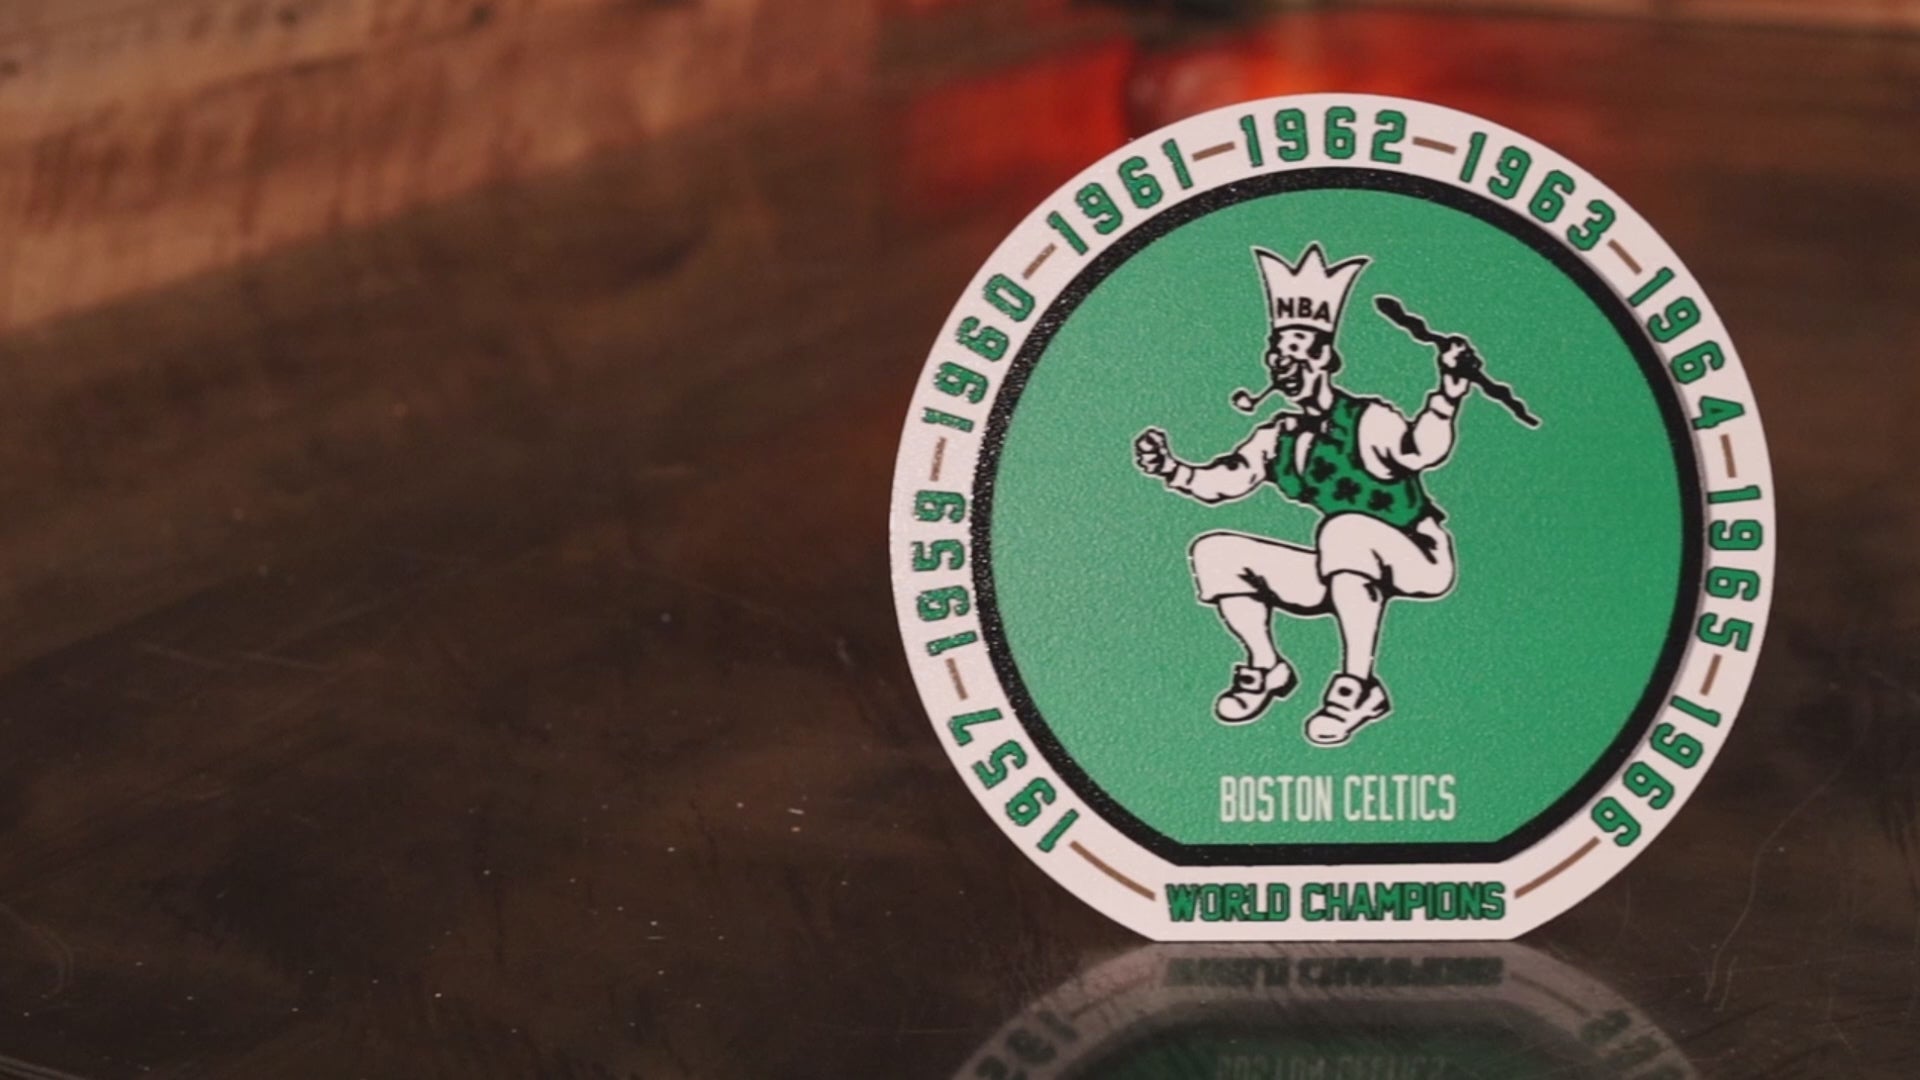 1957–1959–1960–1961–1962–1963–1964–1965–1966
NBA
BOSTON CELTICS
WORLD CHAMPIONS